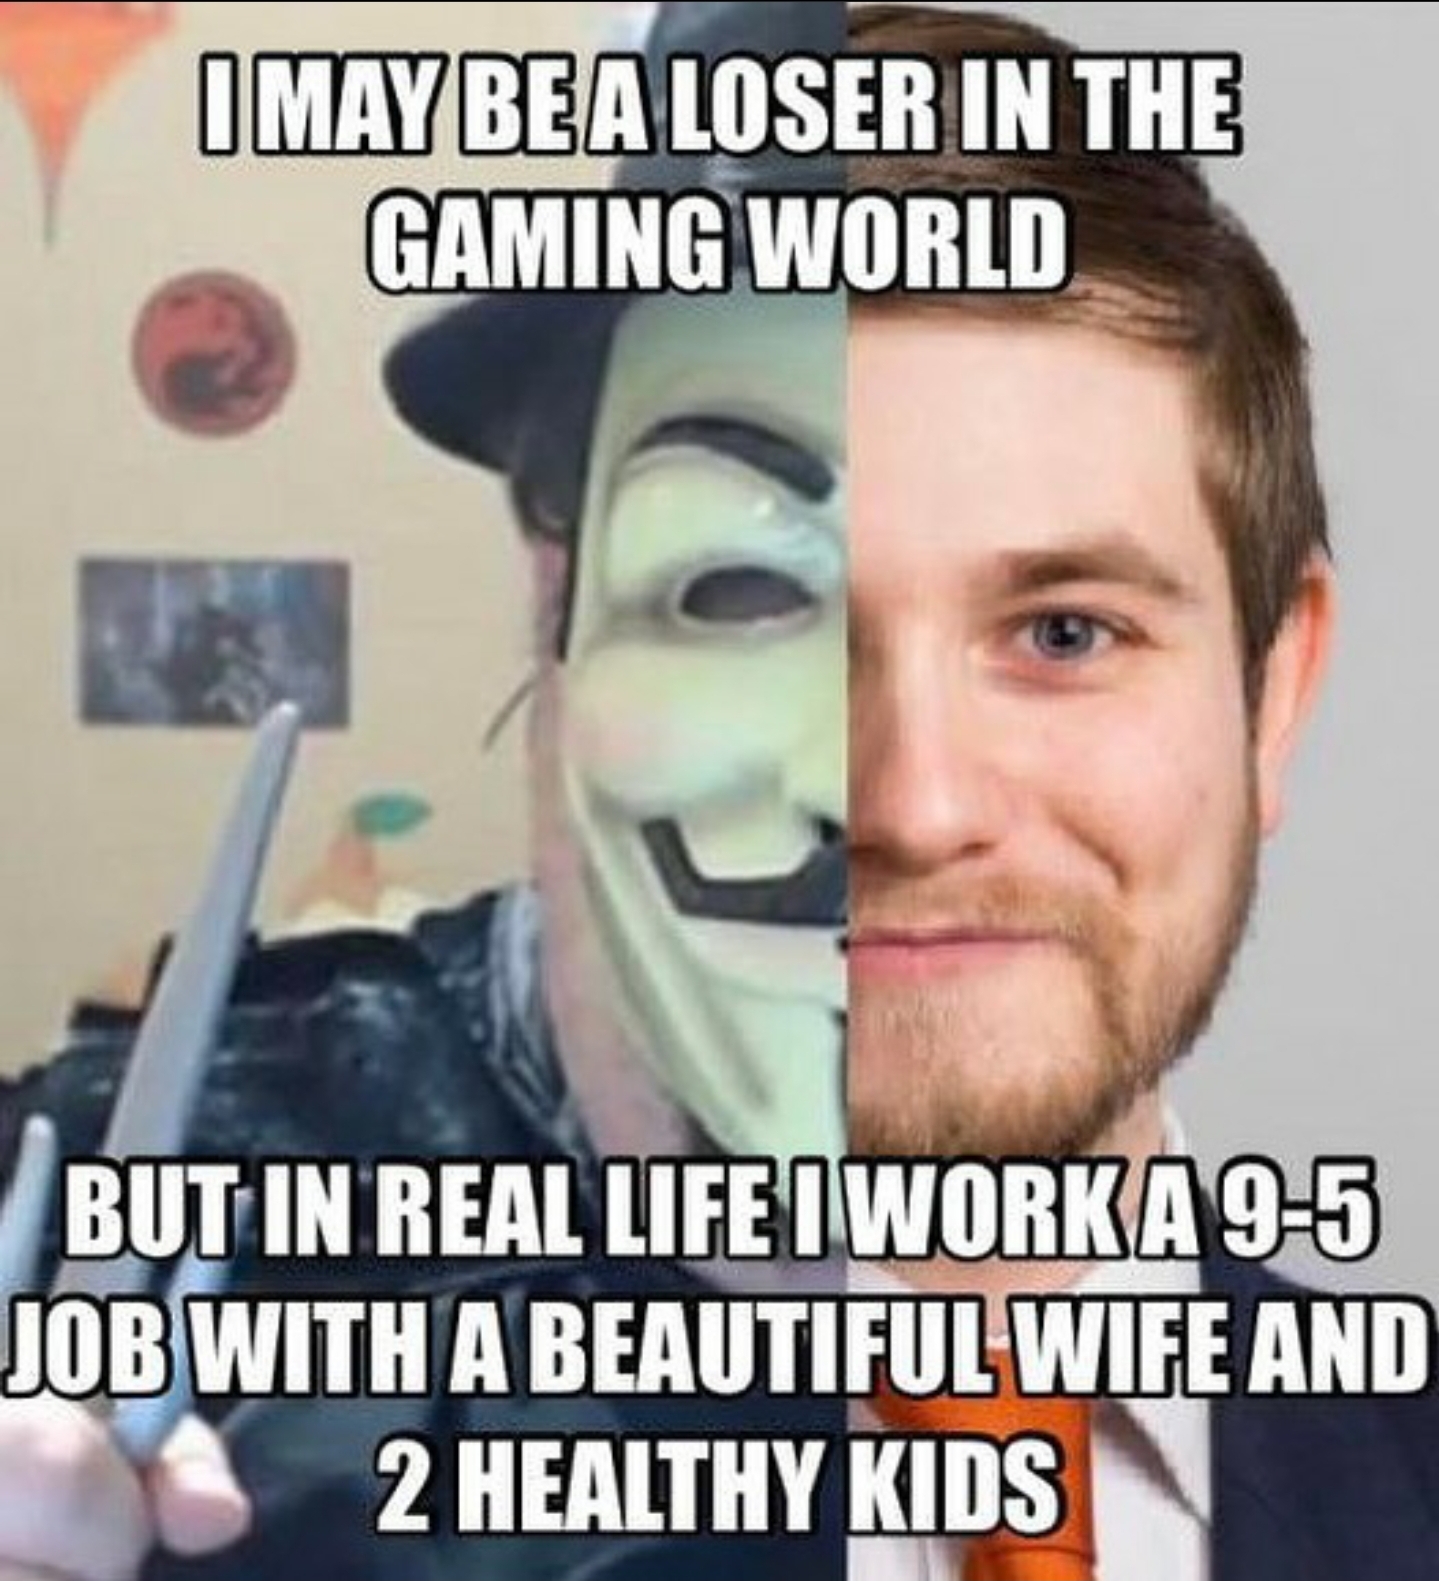 I MAY BE A LOSER IN THE
GAMING WORLD
BUT IN REAL LIFE I WORK A 9-5
JOB WITH A BEAUTIFUL WIFE AND
2 HEALTHY KIDS